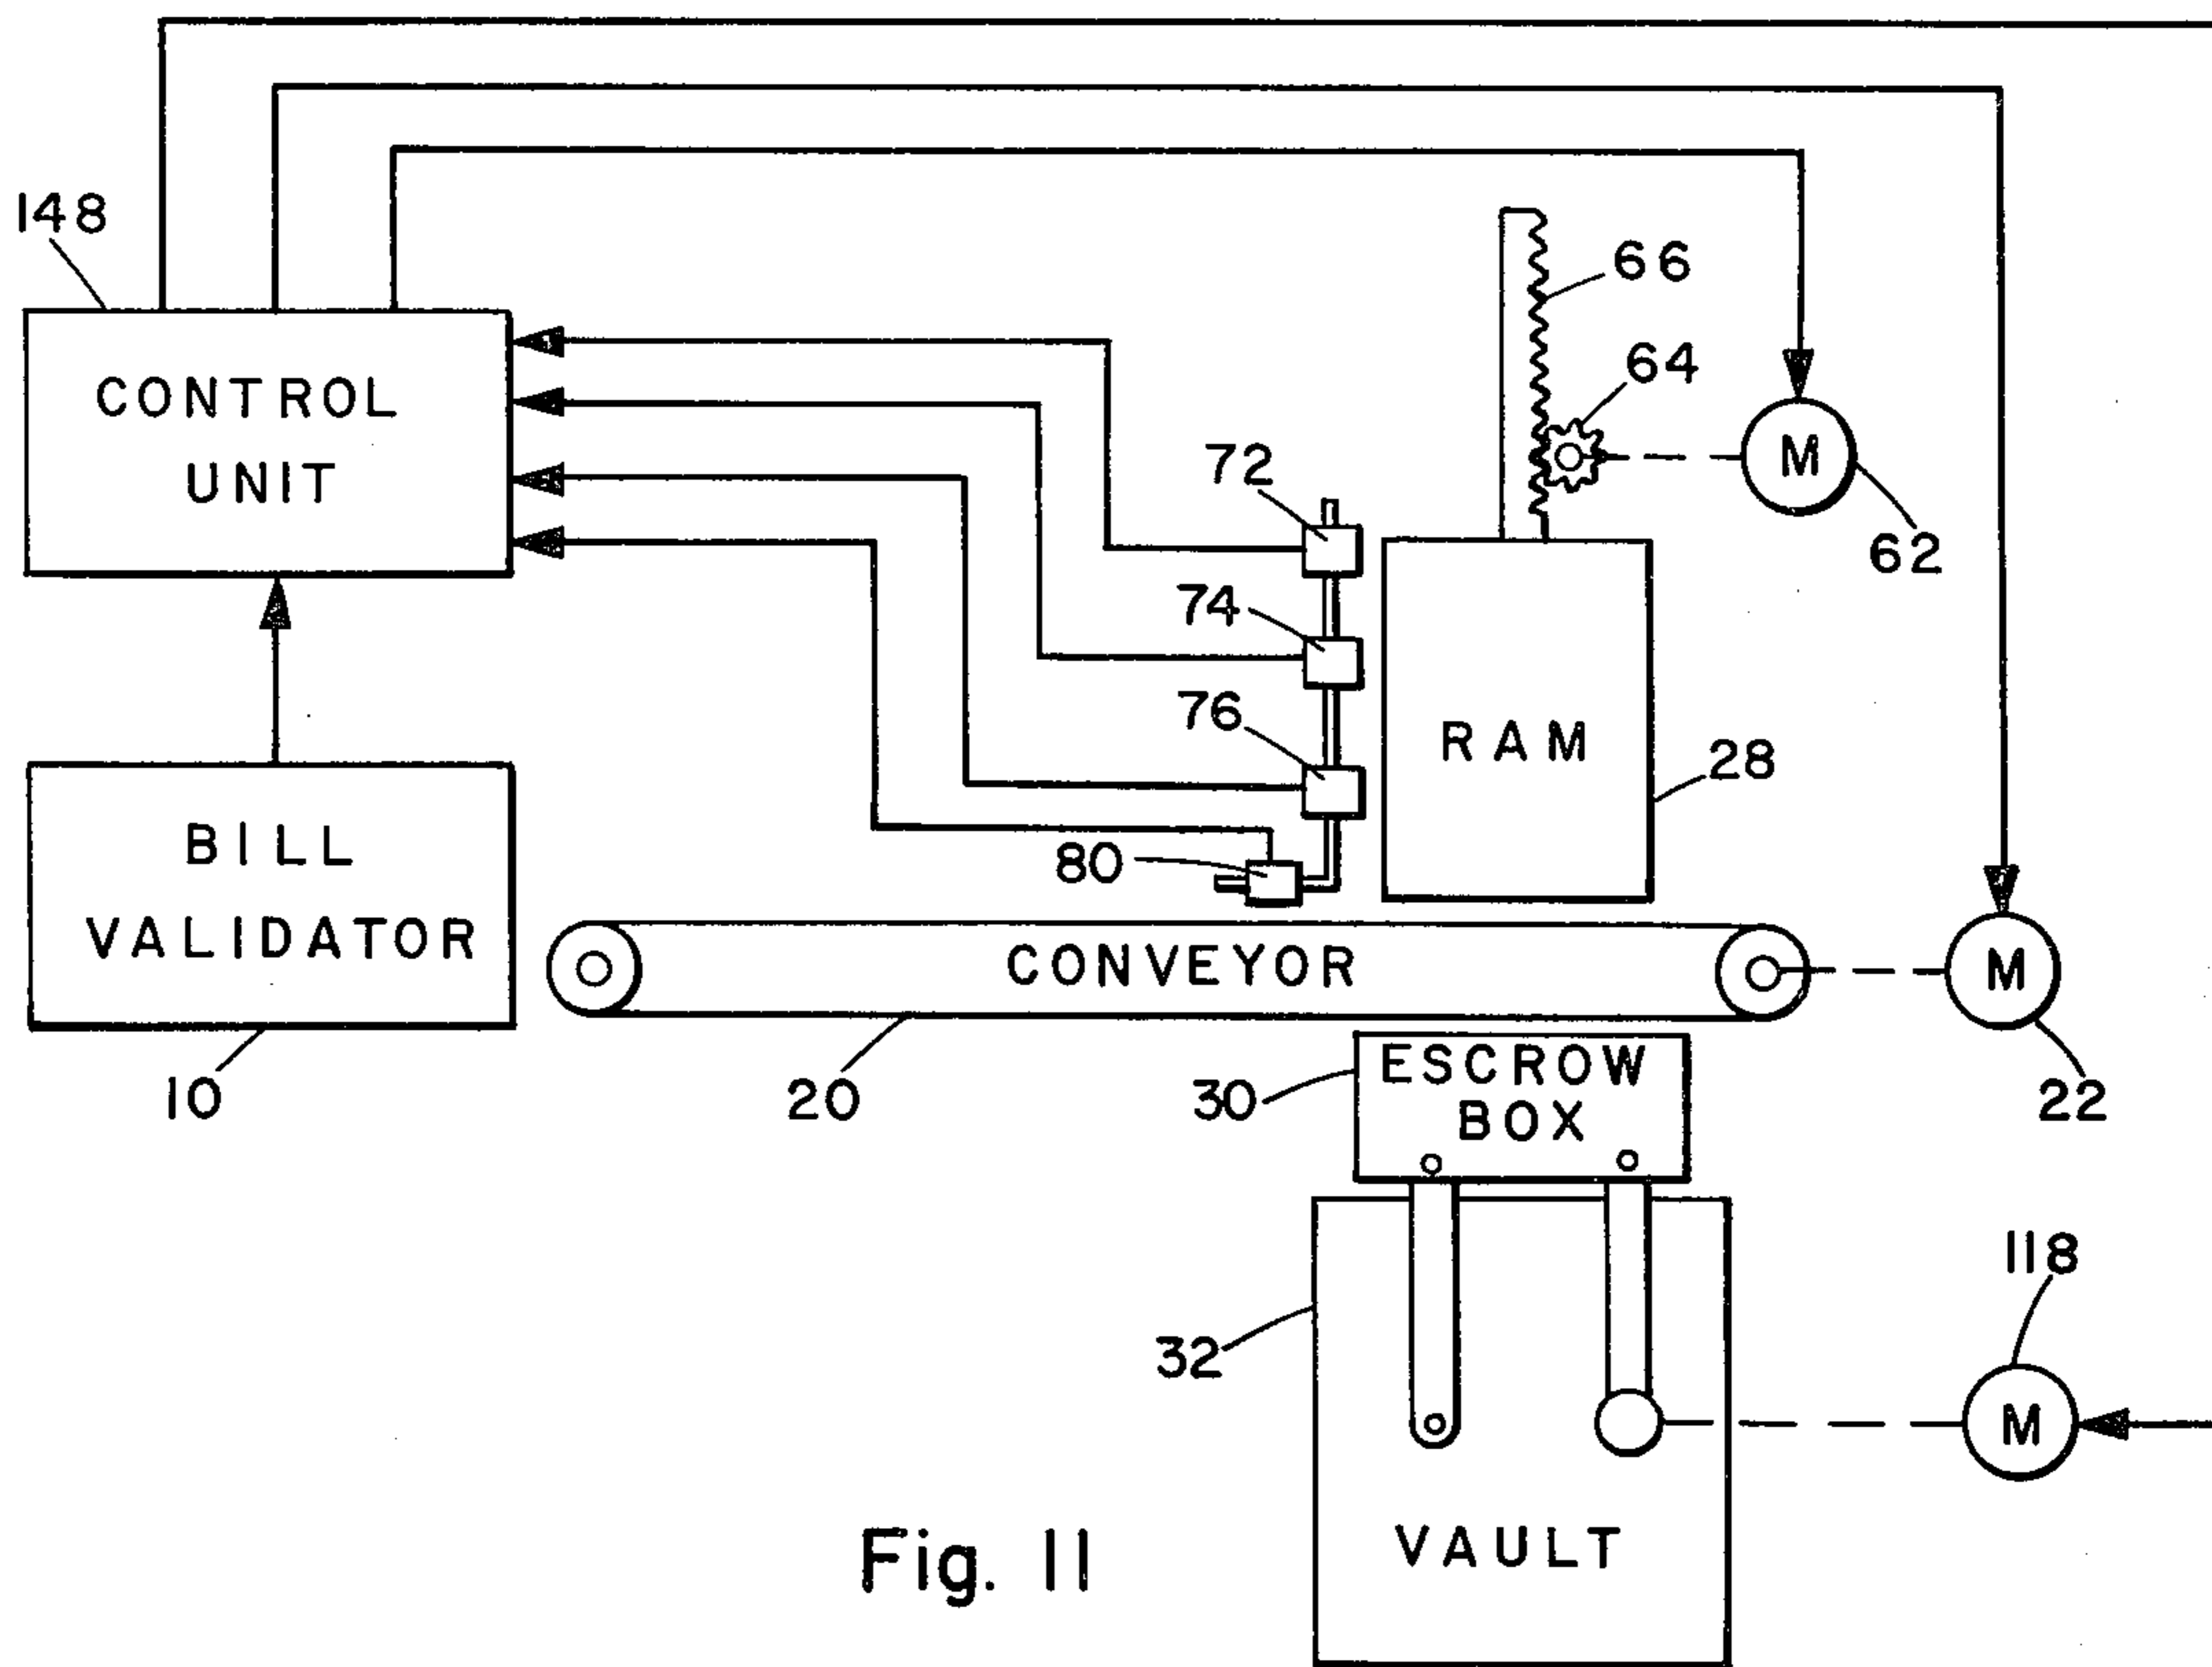 148
CONTROL
UNIT
66
64
M
62
72
74
76
80
RAM
28
BILL
VALIDATOR
10
CONVEYOR
20
M
22
ESCROW
BOX
30
118
M
32
VAULT
Fig. 11